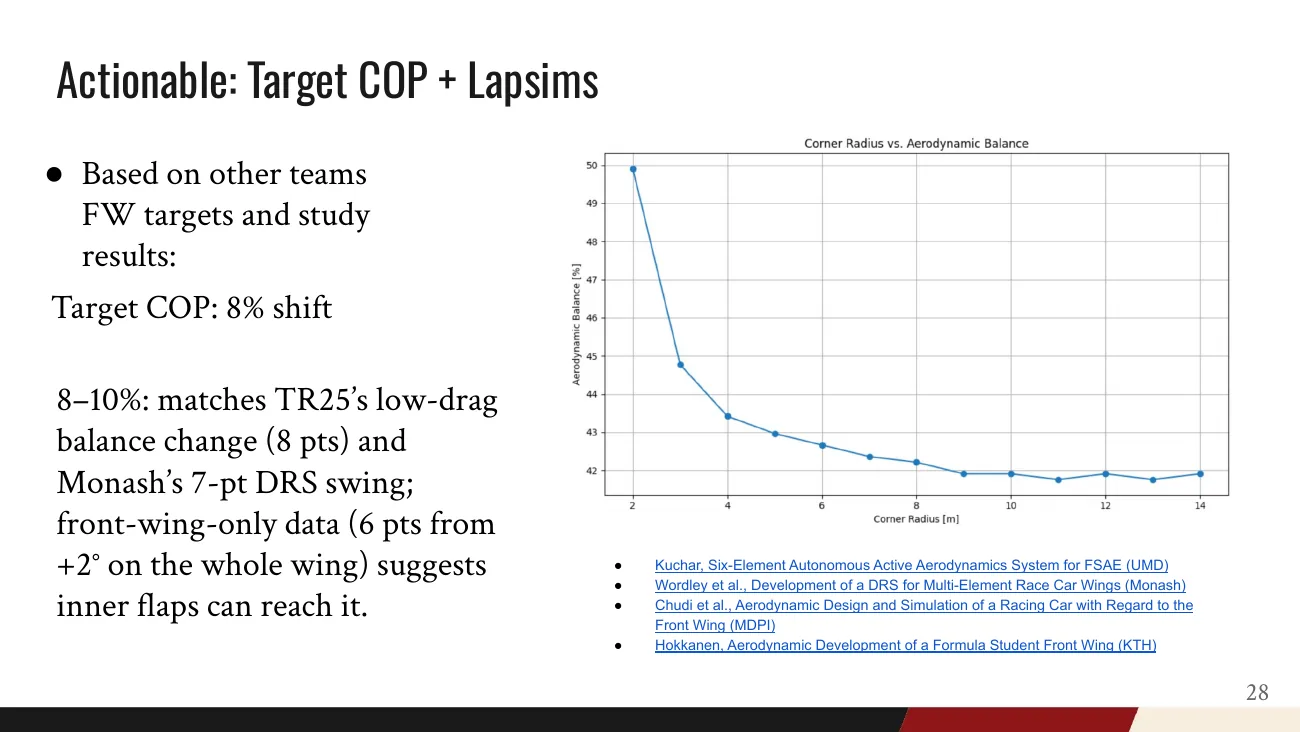 Actionable: Target COP + Lapsims
● Based on other teams
FW targets and study
results:
Target COP: 8% shift
8–10%: matches TR25’s low-drag
balance change (8 pts) and
Monash’s 7-pt DRS swing;
front-wing-only data (6 pts from
+2° on the whole wing) suggests
inner flaps can reach it.
Corner Radius vs. Aerodynamic Balance
Aerodynamic Balance [%]
50
49
48
47
46
45
44
43
42
2 4 6 8 10 12 14
Corner Radius [m]
● Kuchar, Six-Element Autonomous Active Aerodynamics System for FSAE (UMD)
● Wordley et al., Development of a DRS for Multi-Element Race Car Wings (Monash)
● Chudi et al., Aerodynamic Design and Simulation of a Racing Car with Regard to the
Front Wing (MDPI)
● Hokkanen, Aerodynamic Development of a Formula Student Front Wing (KTH)
28